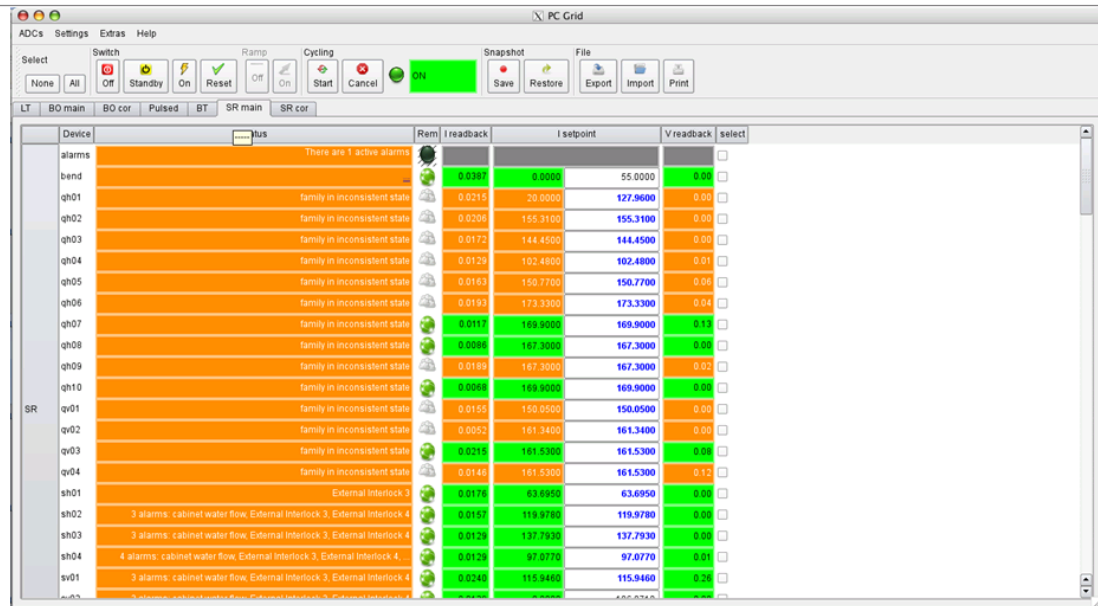 PC Grid
ADCs Settings Extras Help
Select Switch Ramp Cycling Snapshot File
None All Off Standby On Reset Off On Start Cancel ON Save Restore Export Import Print
LT BO main BO cor Pulsed BT SR main SR cor
Device tus Rem I readback I setpoint V readback select
alarms There are 1 active alarms
bend ... 0.0387 0.0000 55.0000 0.00
qh01 family in inconsistent state 0.0215 20.0000 127.9600 0.00
qh02 family in inconsistent state 0.0206 155.3100 155.3100 0.00
qh03 family in inconsistent state 0.0172 144.4500 144.4500 0.00
qh04 family in inconsistent state 0.0129 102.4800 102.4800 0.01
qh05 family in inconsistent state 0.0163 150.7700 150.7700 0.06
qh06 family in inconsistent state 0.0193 173.3300 173.3300 0.04
qh07 family in inconsistent state 0.0117 169.9000 169.9000 0.13
qh08 family in inconsistent state 0.0086 167.3000 167.3000 0.00
qh09 family in inconsistent state 0.0189 167.3000 167.3000 0.02
qh10 family in inconsistent state 0.0068 169.9000 169.9000 0.00
SR qv01 family in inconsistent state 0.0155 150.0500 150.0500 0.00
qv02 family in inconsistent state 0.0052 161.3400 161.3400 0.00
qv03 family in inconsistent state 0.0215 161.5300 161.5300 0.08
qv04 family in inconsistent state 0.0146 161.5300 161.5300 0.12
sh01 External Interlock 3 0.0176 63.6950 63.6950 0.00
sh02 3 alarms: cabinet water flow, External Interlock 3, External Interlock 4 0.0157 119.9780 119.9780 0.00
sh03 3 alarms: cabinet water flow, External Interlock 3, External Interlock 4 0.0129 137.7930 137.7930 0.00
sh04 4 alarms: cabinet water flow, External Interlock 3, External Interlock 4, ... 0.0129 97.0770 97.0770 0.01
sv01 3 alarms: cabinet water flow, External Interlock 3, External Interlock 4 0.0240 115.9460 115.9460 0.26